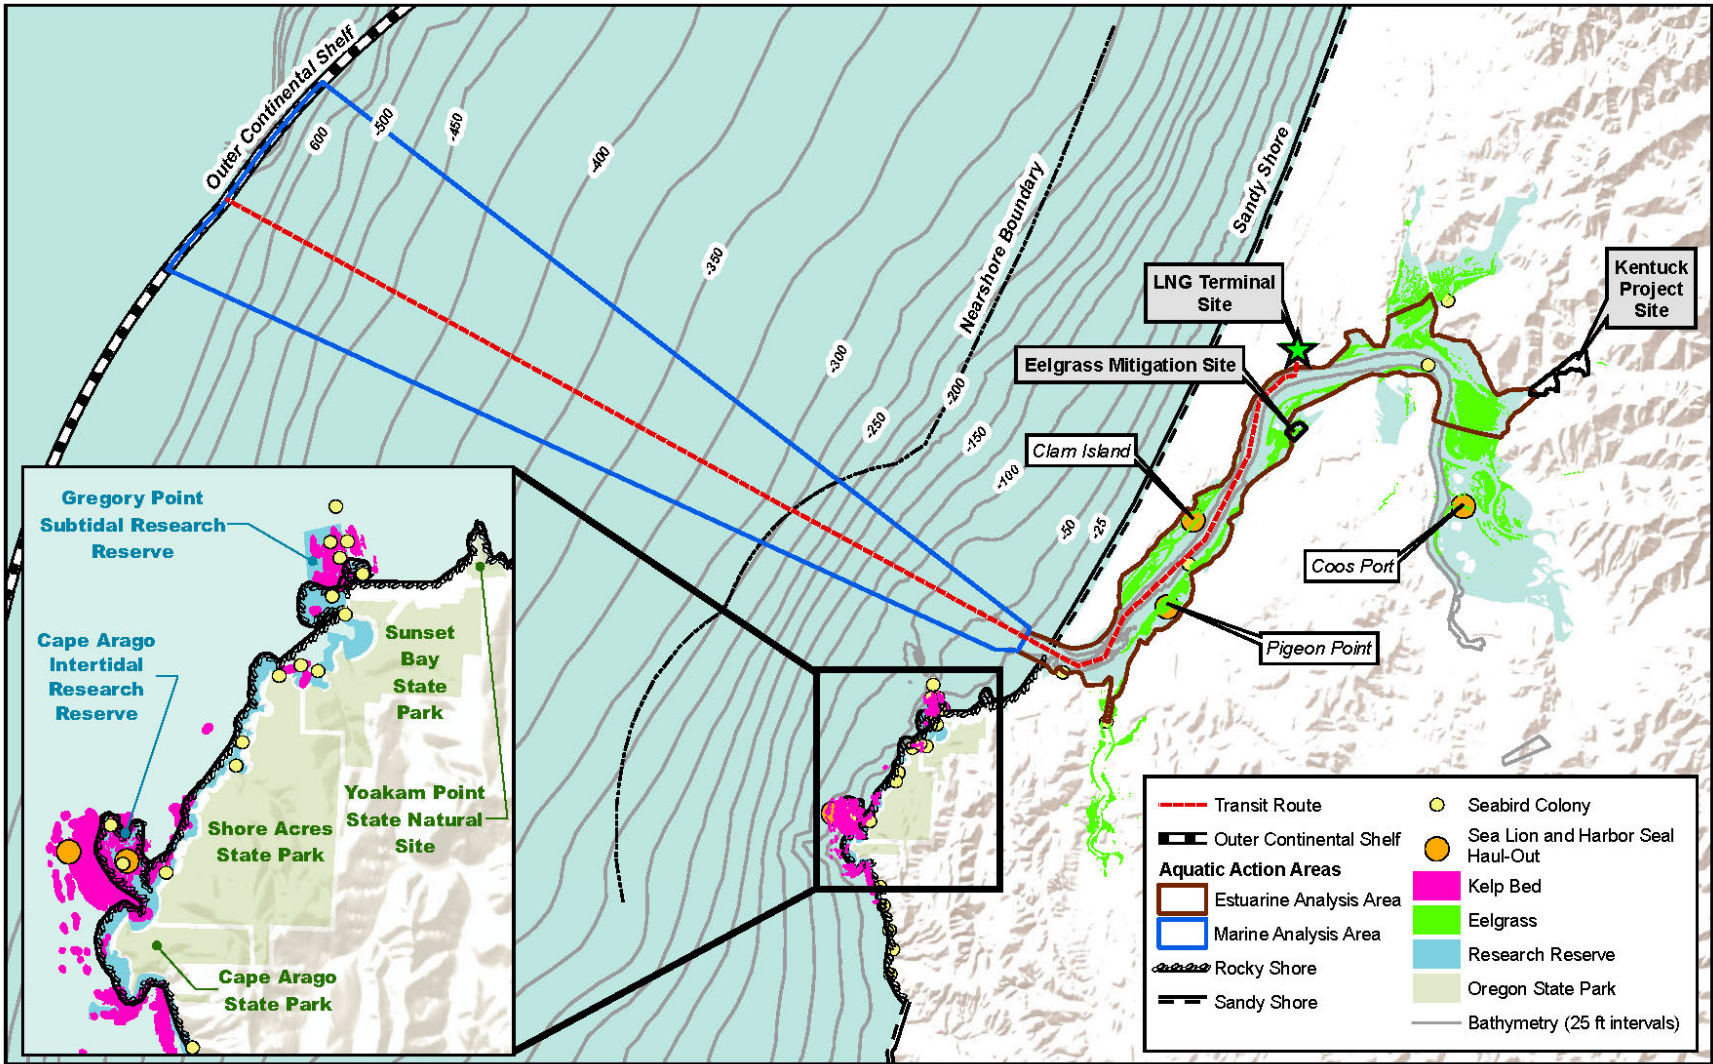 Outer Continental Shelf
600
-500
-450
-400
-350
-300
-250
-200
-150
-100
-50
-25
Nearshore Boundary
Sandy Shore
LNG Terminal
Site
Kentuck
Project
Site
Eelgrass Mitigation Site
Clam Island
Coos Port
Pigeon Point
Gregory Point
Subtidal Research
Reserve
Cape Arago
Intertidal
Research
Reserve
Sunset
Bay
State
Park
Yoakam Point
State Natural
Site
Shore Acres
State Park
Cape Arago
State Park
Transit Route
Outer Continental Shelf
Aquatic Action Areas
Estuarine Analysis Area
Marine Analysis Area
Rocky Shore
Sandy Shore
Seabird Colony
Sea Lion and Harbor Seal
Haul-Out
Kelp Bed
Eelgrass
Research Reserve
Oregon State Park
Bathymetry (25 ft intervals)